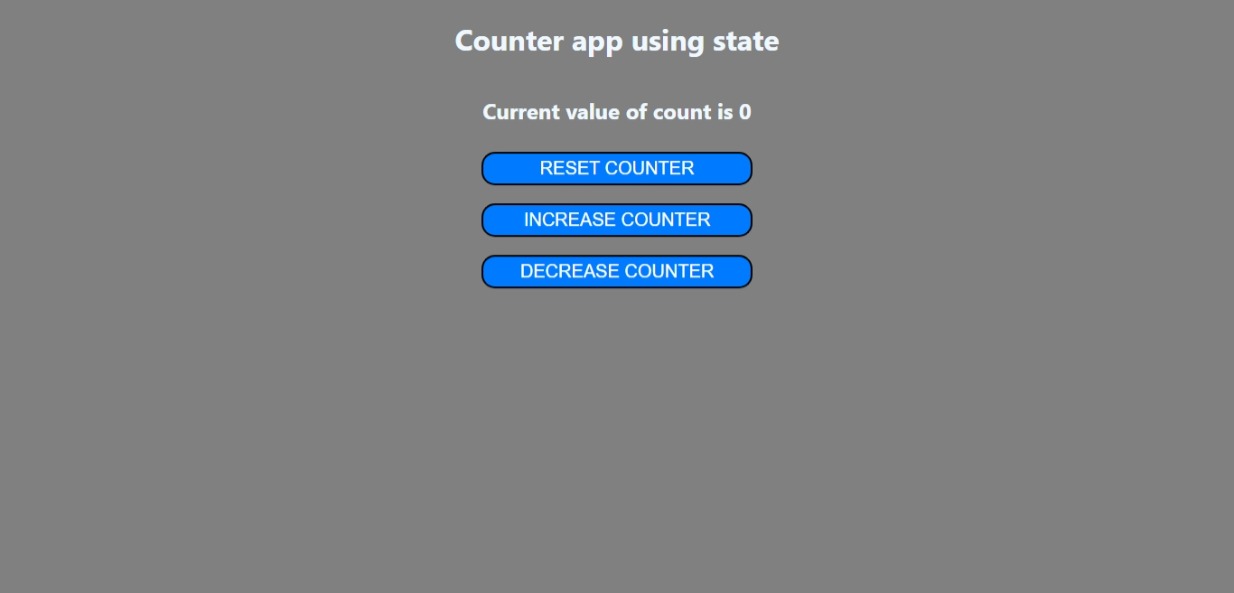 Counter app using state
Current value of count is 0
RESET COUNTER
INCREASE COUNTER
DECREASE COUNTER